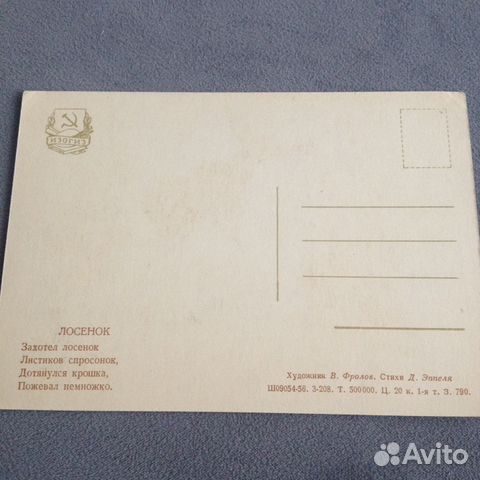 ИЗОГИЗ
ЛОСЕНОК
Захотел лосенок
Листиков спросонок,
Дотянулся крошка,
Пожевал немножко.
Художник В. Фролов. Стихи Д. Эппеля
Ш09054-56. 3-208. Т. 500000. Ц. 20 к. 1-я т. З. 790.
Avito